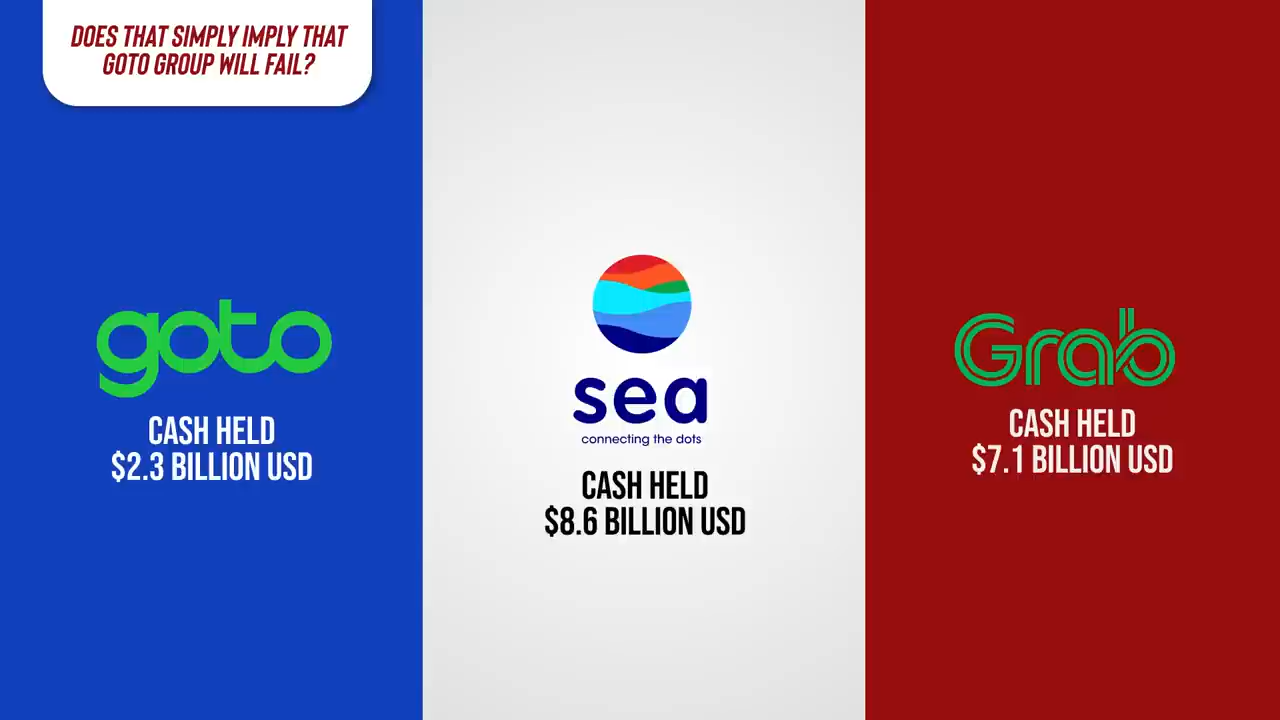 DOES THAT SIMPLY IMPLY THAT
GOTO GROUP WILL FAIL?
goto
CASH HELD
$2.3 BILLION USD
sea
connecting the dots
CASH HELD
$8.6 BILLION USD
Grab
CASH HELD
$7.1 BILLION USD